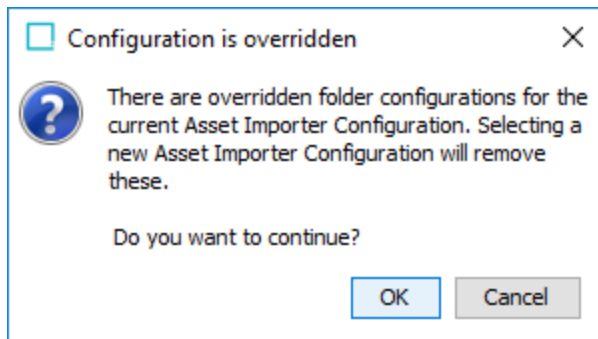 Configuration is overridden
There are overridden folder configurations for the
current Asset Importer Configuration. Selecting a
new Asset Importer Configuration will remove
these.
Do you want to continue?
OK Cancel